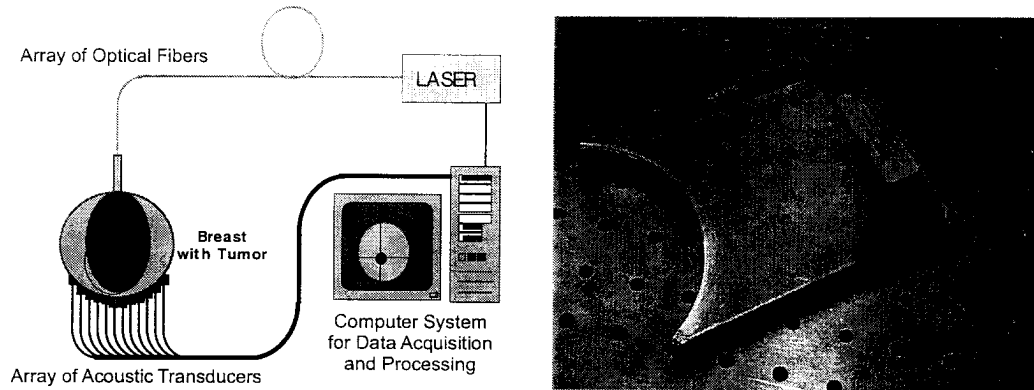 Array of Optical Fibers
LASER
Breast
with Tumor
Computer System
for Data Acquisition
and Processing
Array of Acoustic Transducers